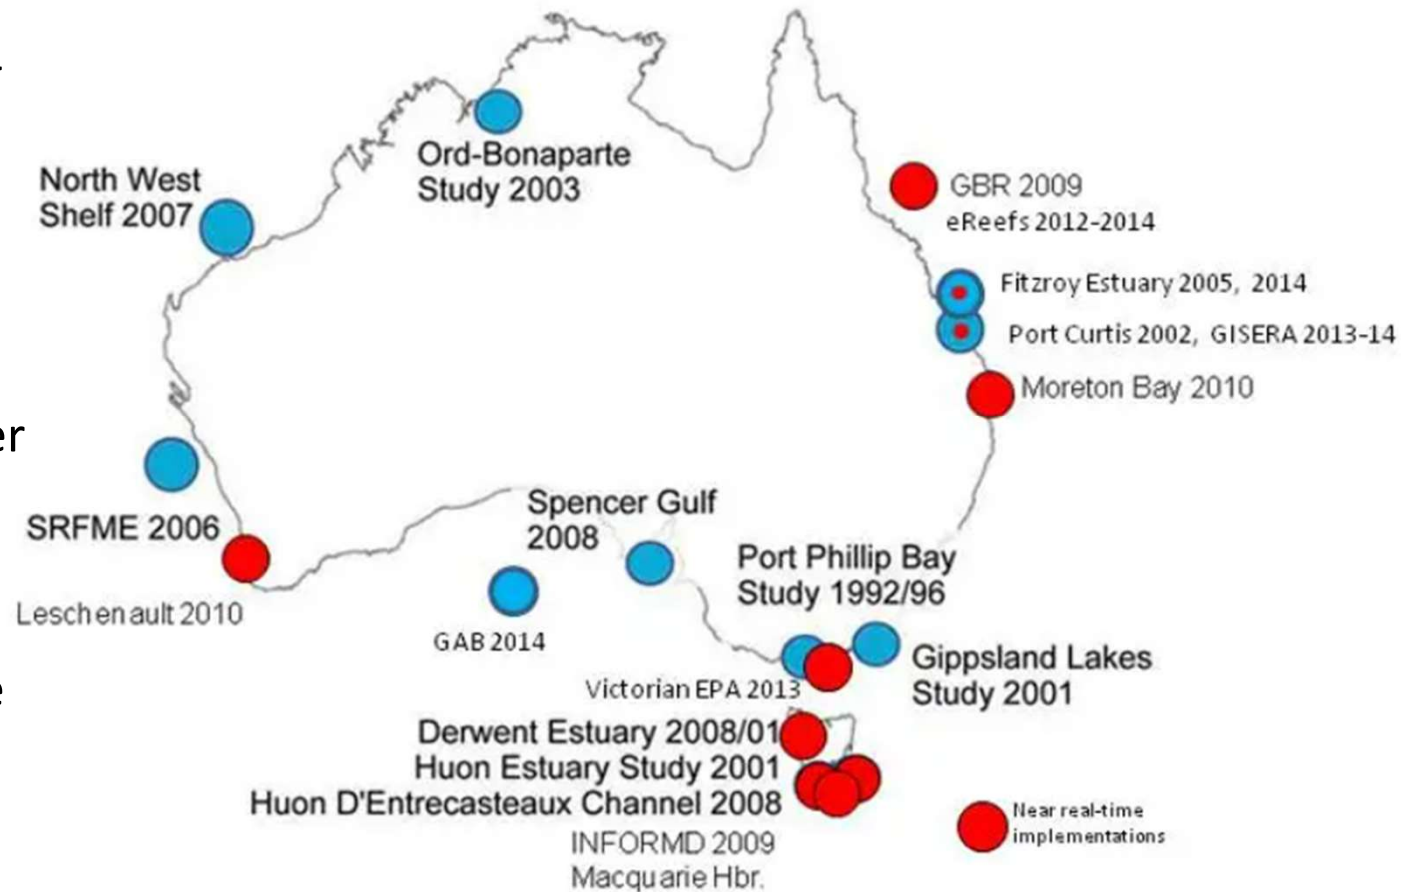 North West
Shelf 2007
Ord-Bonaparte
Study 2003
GBR 2009
eReefs 2012-2014
Fitzroy Estuary 2005, 2014
Port Curtis 2002, GISERA 2013-14
Moreton Bay 2010
er
SRFME 2006
Leschenault 2010
Spencer Gulf
2008
GAB 2014
Port Phillip Bay
Study 1992/96
Gippsland Lakes
Study 2001
Victorian EPA 2013
Derwent Estuary 2008/01
Huon Estuary Study 2001
Huon D'Entrecasteaux Channel 2008
INFORMD 2009
Macquarie Hbr.
Near real-time
implementations